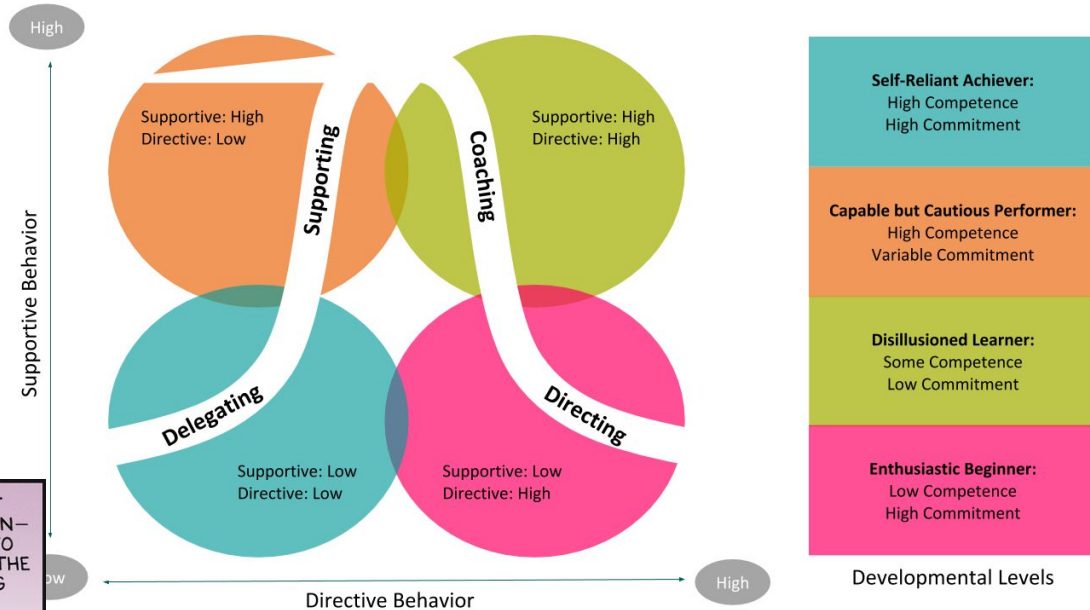 High
Supportive Behavior
Supportive: High
Directive: Low
Supporting
Supportive: High
Directive: High
Coaching
Delegating
Supportive: Low
Directive: Low
Directing
Supportive: Low
Directive: High
THE
High
Directive Behavior
Self-Reliant Achiever:
High Competence
High Commitment
Capable but Cautious Performer:
High Competence
Variable Commitment
Disillusioned Learner:
Some Competence
Low Commitment
Enthusiastic Beginner:
Low Competence
High Commitment
Developmental Levels